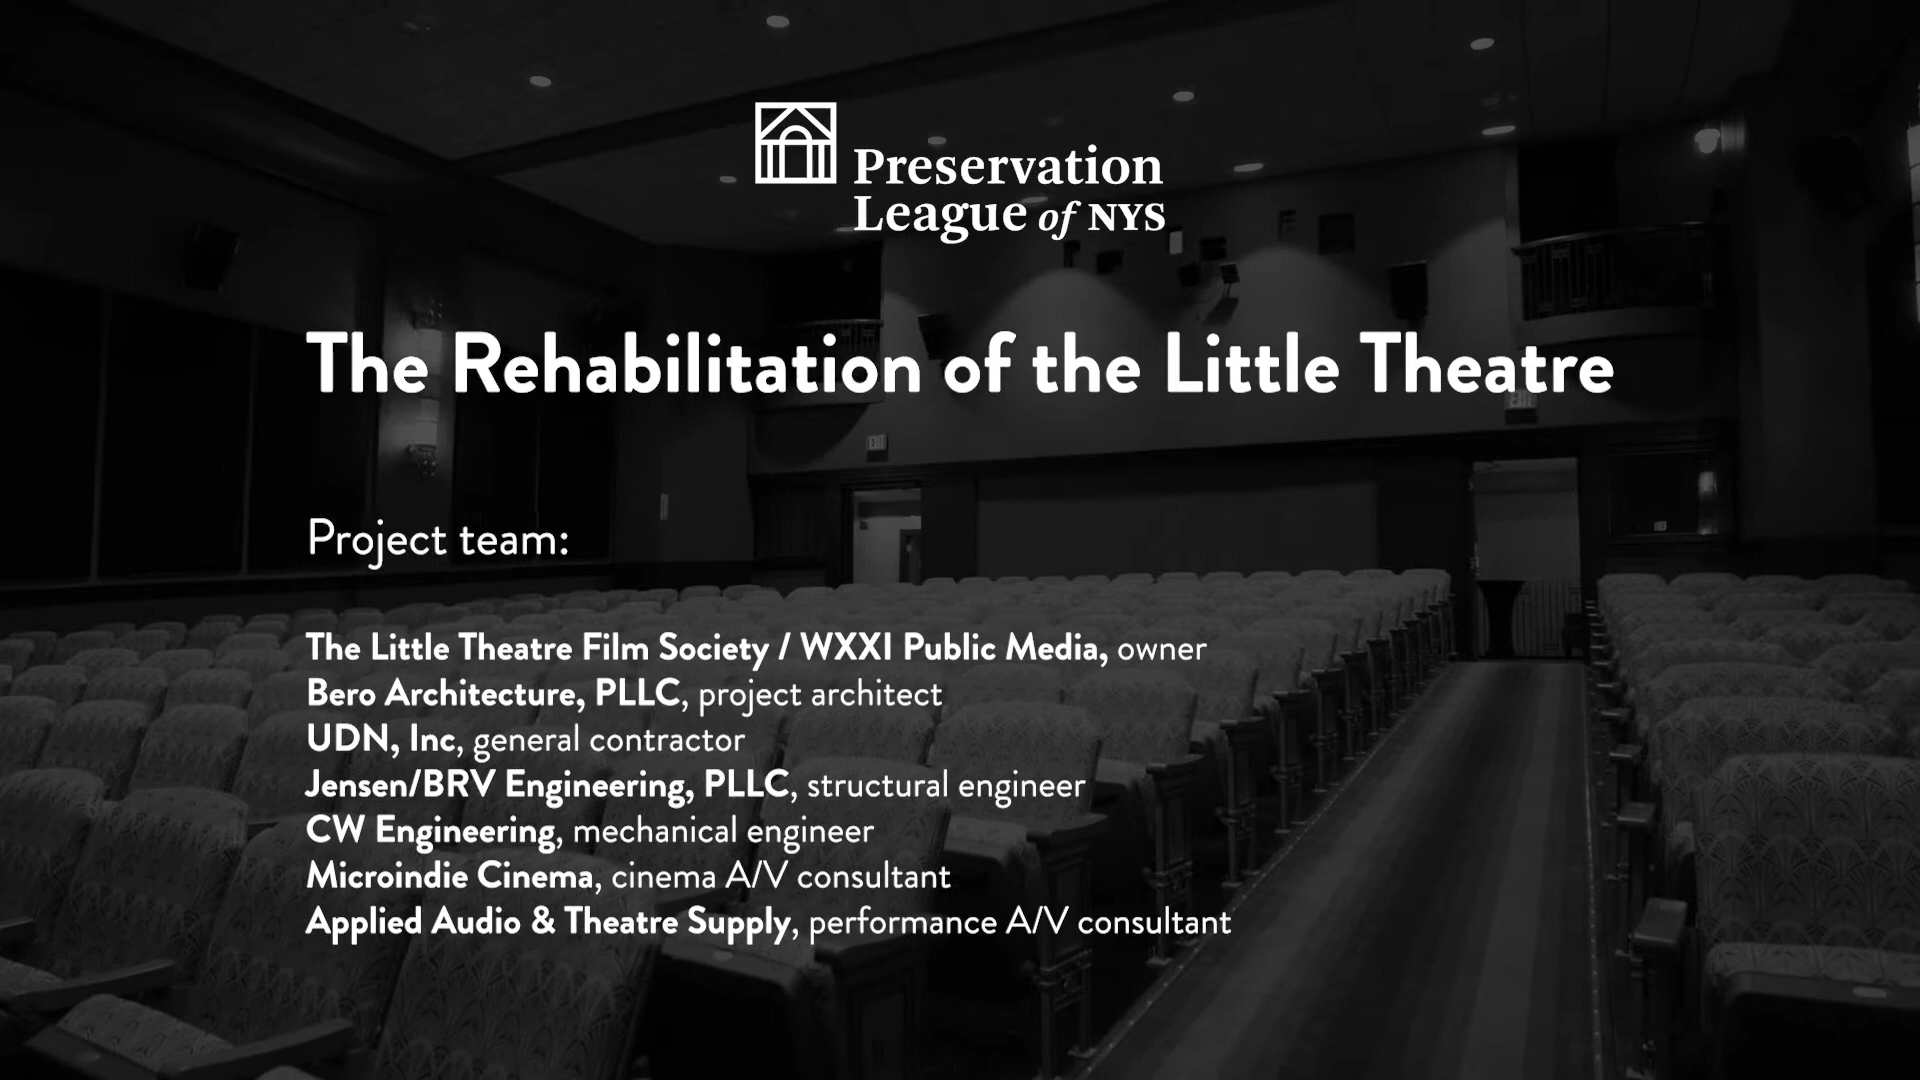 Preservation
League of NYS
The Rehabilitation of the Little Theatre
EXIT
Project team:
The Little Theatre Film Society / WXXI Public Media, owner
Bero Architecture, PLLC, project architect
UDN, Inc, general contractor
Jensen/BRV Engineering, PLLC, structural engineer
CW Engineering, mechanical engineer
Microindie Cinema, cinema A/V consultant
Applied Audio & Theatre Supply, performance A/V consultant